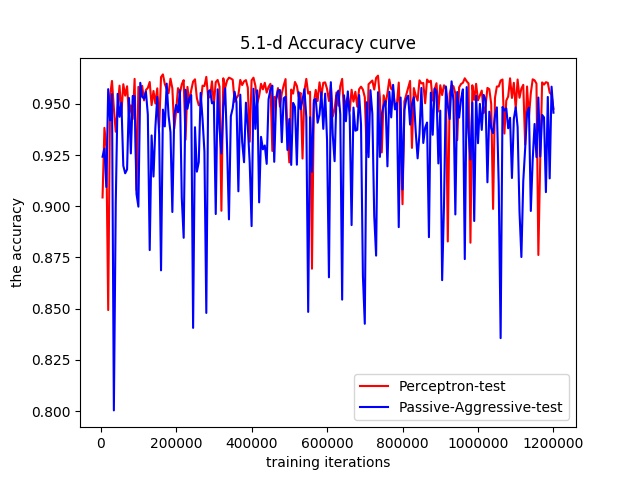 5.1-d Accuracy curve
the accuracy
0.950
0.925
0.900
0.875
0.850
0.825
0.800
Perceptron-test
Passive-Aggressive-test
0 200000 400000 600000 800000 1000000 1200000
training iterations